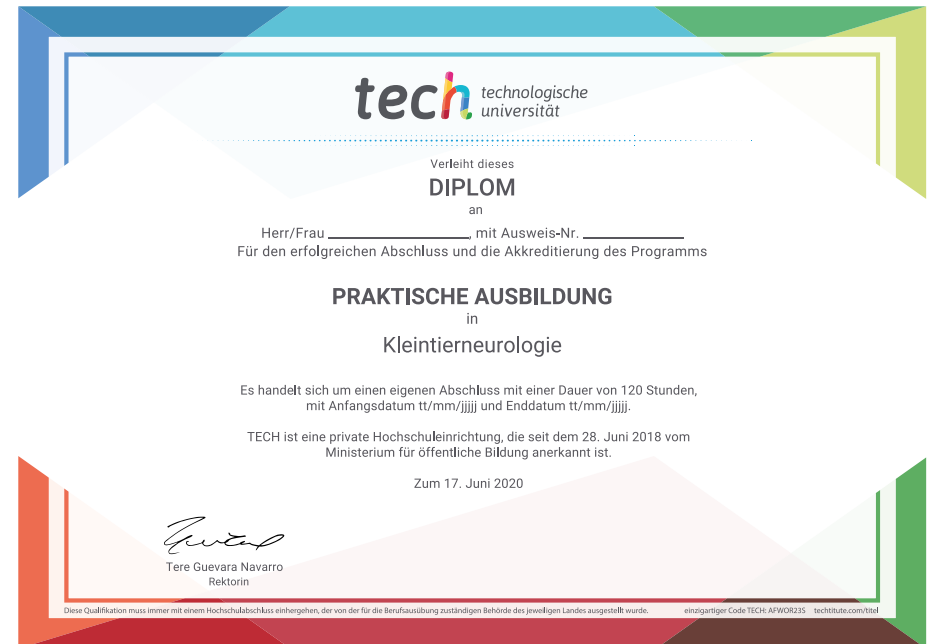 tech technologische
universität
Verleiht dieses
DIPLOM
an
Herr/Frau ____________________, mit Ausweis-Nr. ______________
Für den erfolgreichen Abschluss und die Akkreditierung des Programms
PRAKTISCHE AUSBILDUNG
in
Kleintierneurologie
Es handelt sich um einen eigenen Abschluss mit einer Dauer von 120 Stunden,
mit Anfangsdatum tt/mm/jjjjj und Enddatum tt/mm/jjjjj.
TECH ist eine private Hochschuleinrichtung, die seit dem 28. Juni 2018 vom
Ministerium für öffentliche Bildung anerkannt ist.
Zum 17. Juni 2020
Tere Guevara Navarro
Rektorin
Diese Qualifikation muss immer mit einem Hochschulabschluss einhergehen, der von der für die Berufsausübung zuständigen Behörde des jeweiligen Landes ausgestellt wurde. einzigartiger Code TECH: AFWOR23S techtitute.com/titel